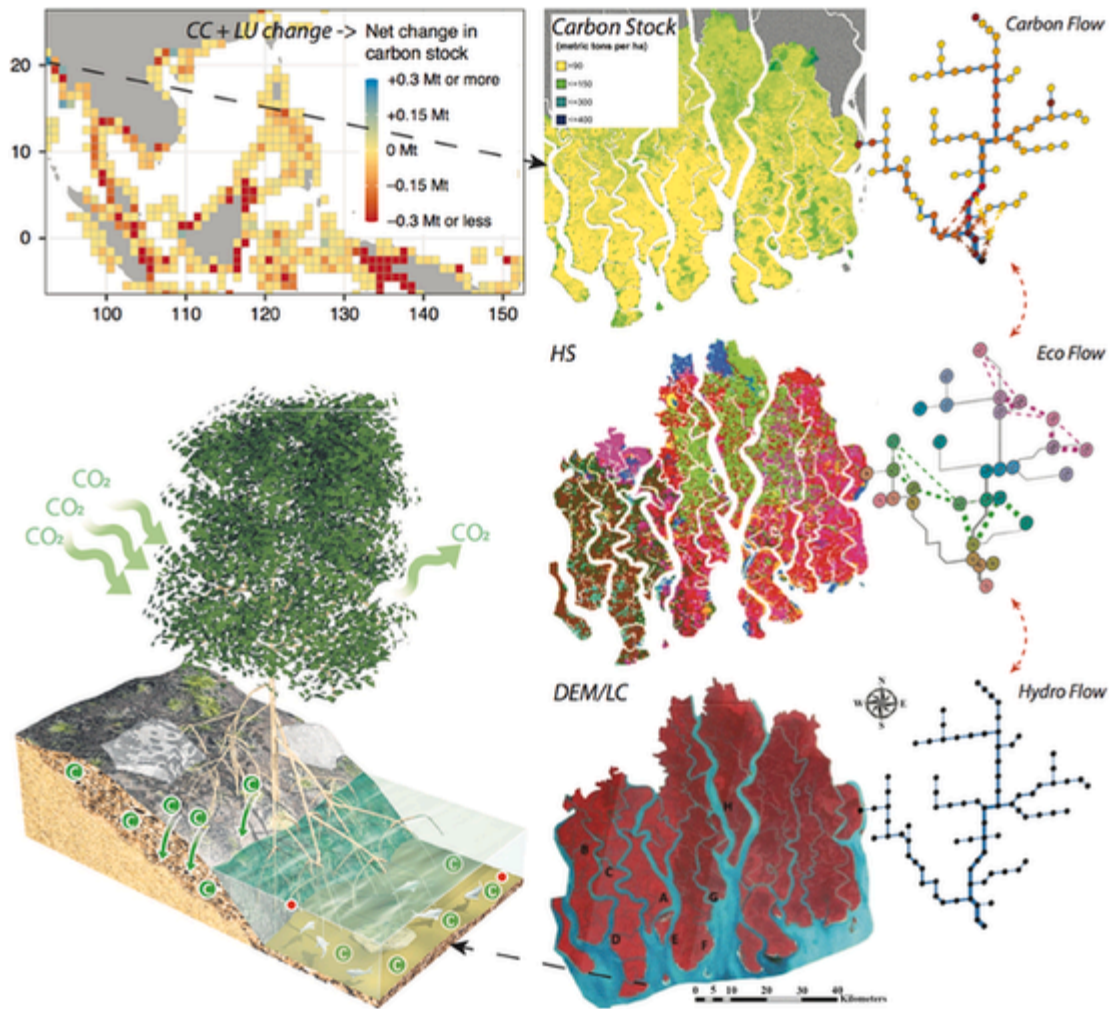 CC + LU change -> Net change in
carbon stock
+0.3 Mt or more
+0.15 Mt
0 Mt
-0.15 Mt
-0.3 Mt or less
20
10
0
100 110 120 130 140 150
Carbon Stock
(metric tons per ha)
<=150
<=300
<=400
Carbon Flow
HS
Eco Flow
CO₂
CO₂
CO₂
CO₂
C
C
C
C
C
C
C
C
C
C
C
DEM/LC
S
W E
S
Hydro Flow
H
B
C
A
G
D
E
F
0 5 10 20 30 40
Kilometers